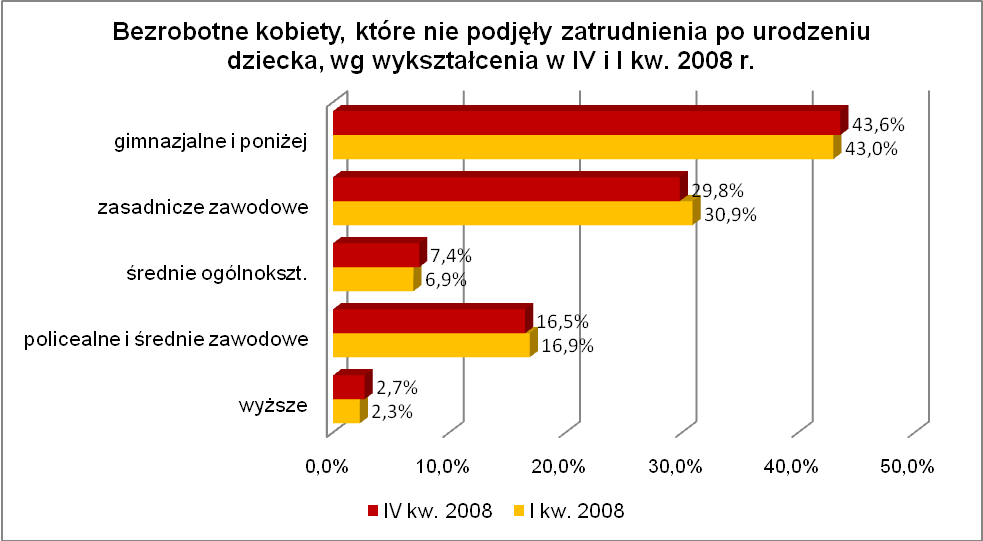 Bezrobotne kobiety, które nie podjęły zatrudnienia po urodzeniu
dziecka, wg wykształcenia w IV i I kw. 2008 r.
gimnazjalne i poniżej
43,6%
43,0%
zasadnicze zawodowe
29,8%
30,9%
średnie ogólnokszt.
7,4%
6,9%
policealne i średnie zawodowe
16,5%
16,9%
wyższe
2,7%
2,3%
0,0% 10,0% 20,0% 30,0% 40,0% 50,0%
IV kw. 2008 I kw. 2008